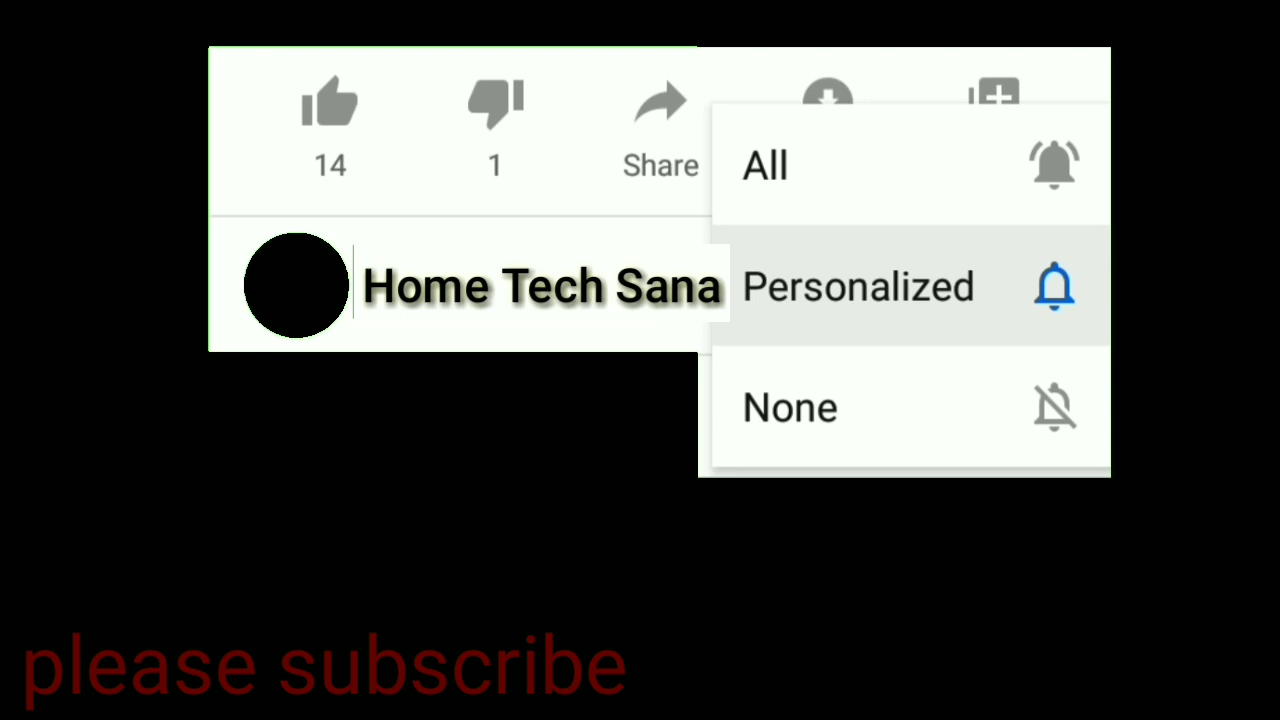 14
1
Share
All
Home Tech Sana
Personalized
None
please subscribe